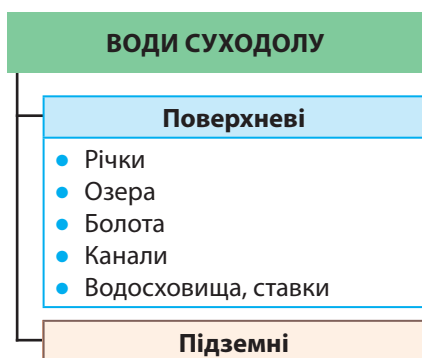 ВОДИ СУХОДОЛУ
Поверхневі
● Річки
● Озера
● Болота
● Канали
● Водосховища, ставки
Підземні